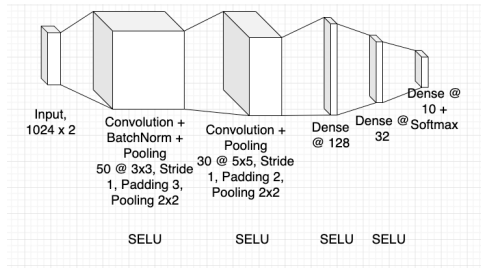 Input,
1024 x 2
Convolution +
BatchNorm +
Pooling
50 @ 3x3, Stride
1, Padding 3,
Pooling 2x2
Convolution +
Pooling
30 @ 5x5, Stride
1, Padding 2,
Pooling 2x2
Dense
@ 128
Dense @
32
Dense @
10 +
Softmax
SELU
SELU
SELU
SELU